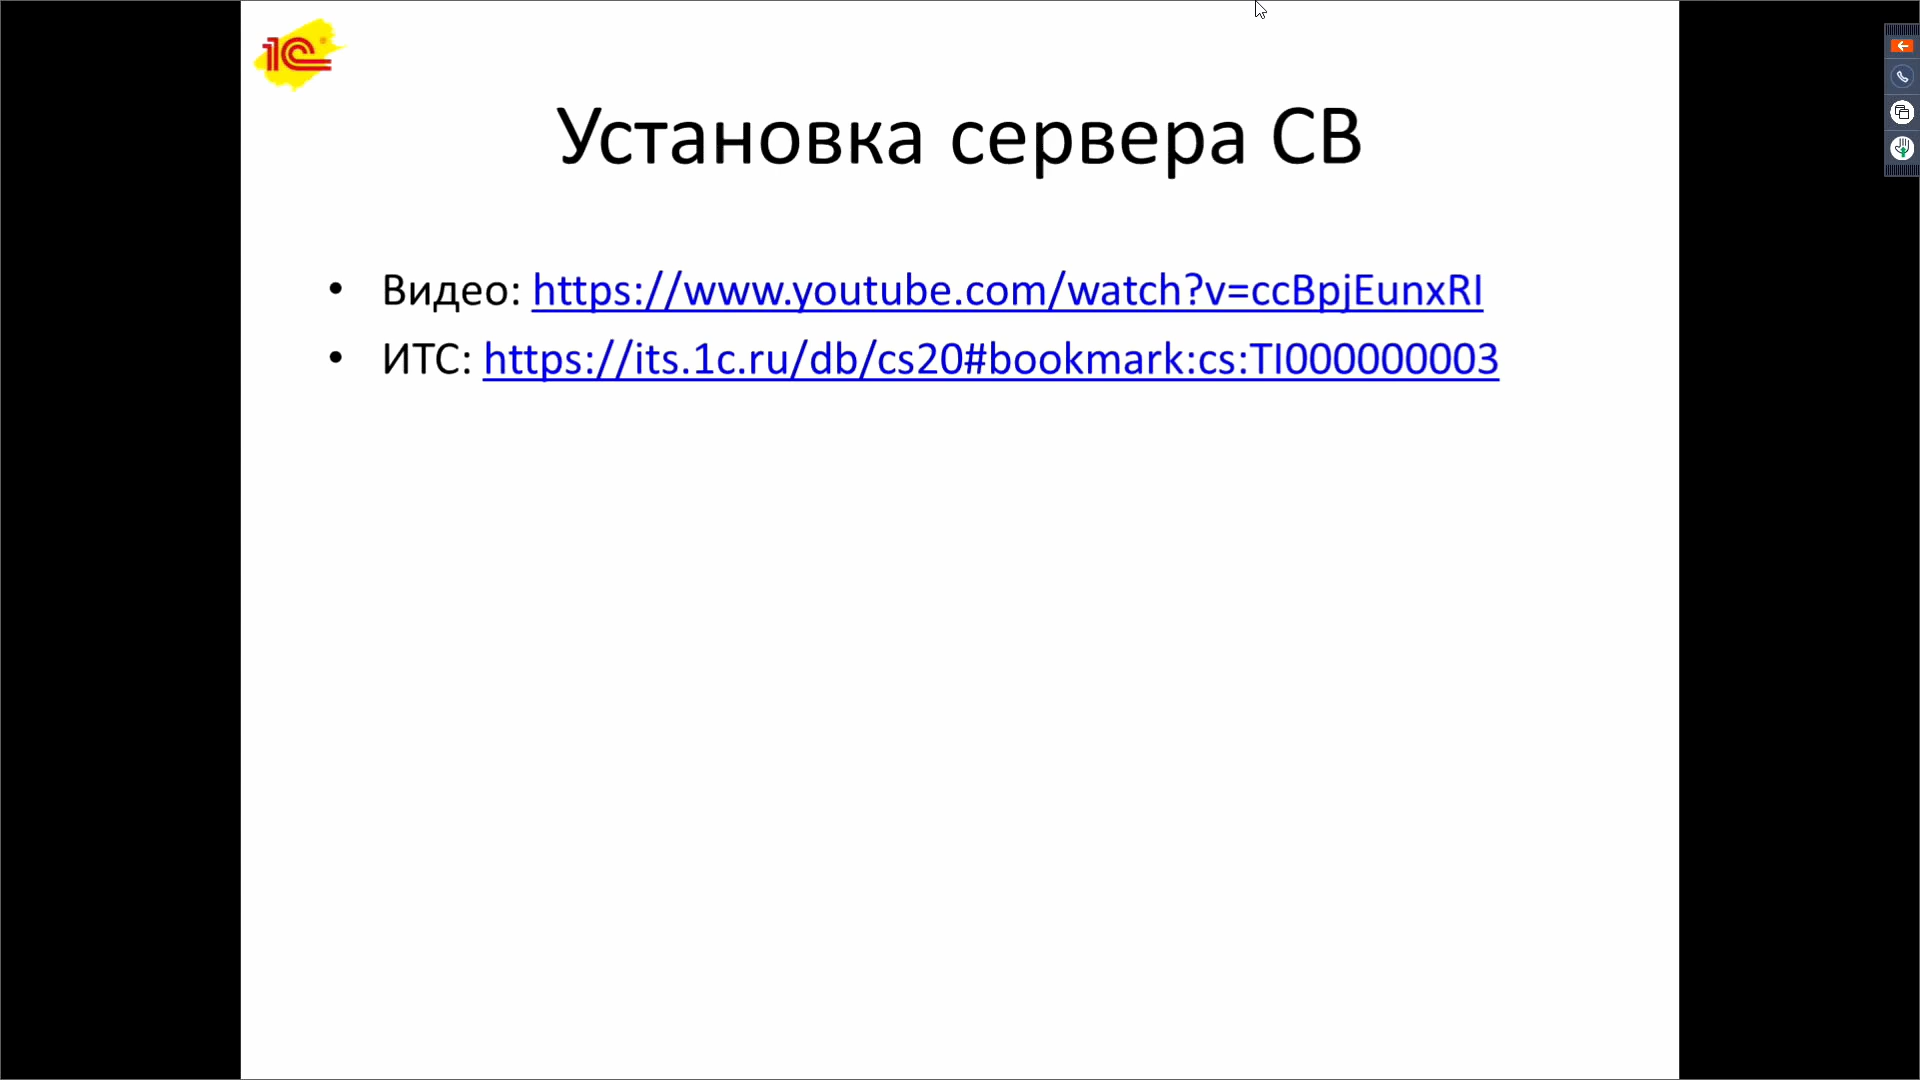 1С
Установка сервера СВ
• Видео: https://www.youtube.com/watch?v=ccBpjEunxRI
• ИТС: https://its.1c.ru/db/cs20#bookmark:cs:TI000000003